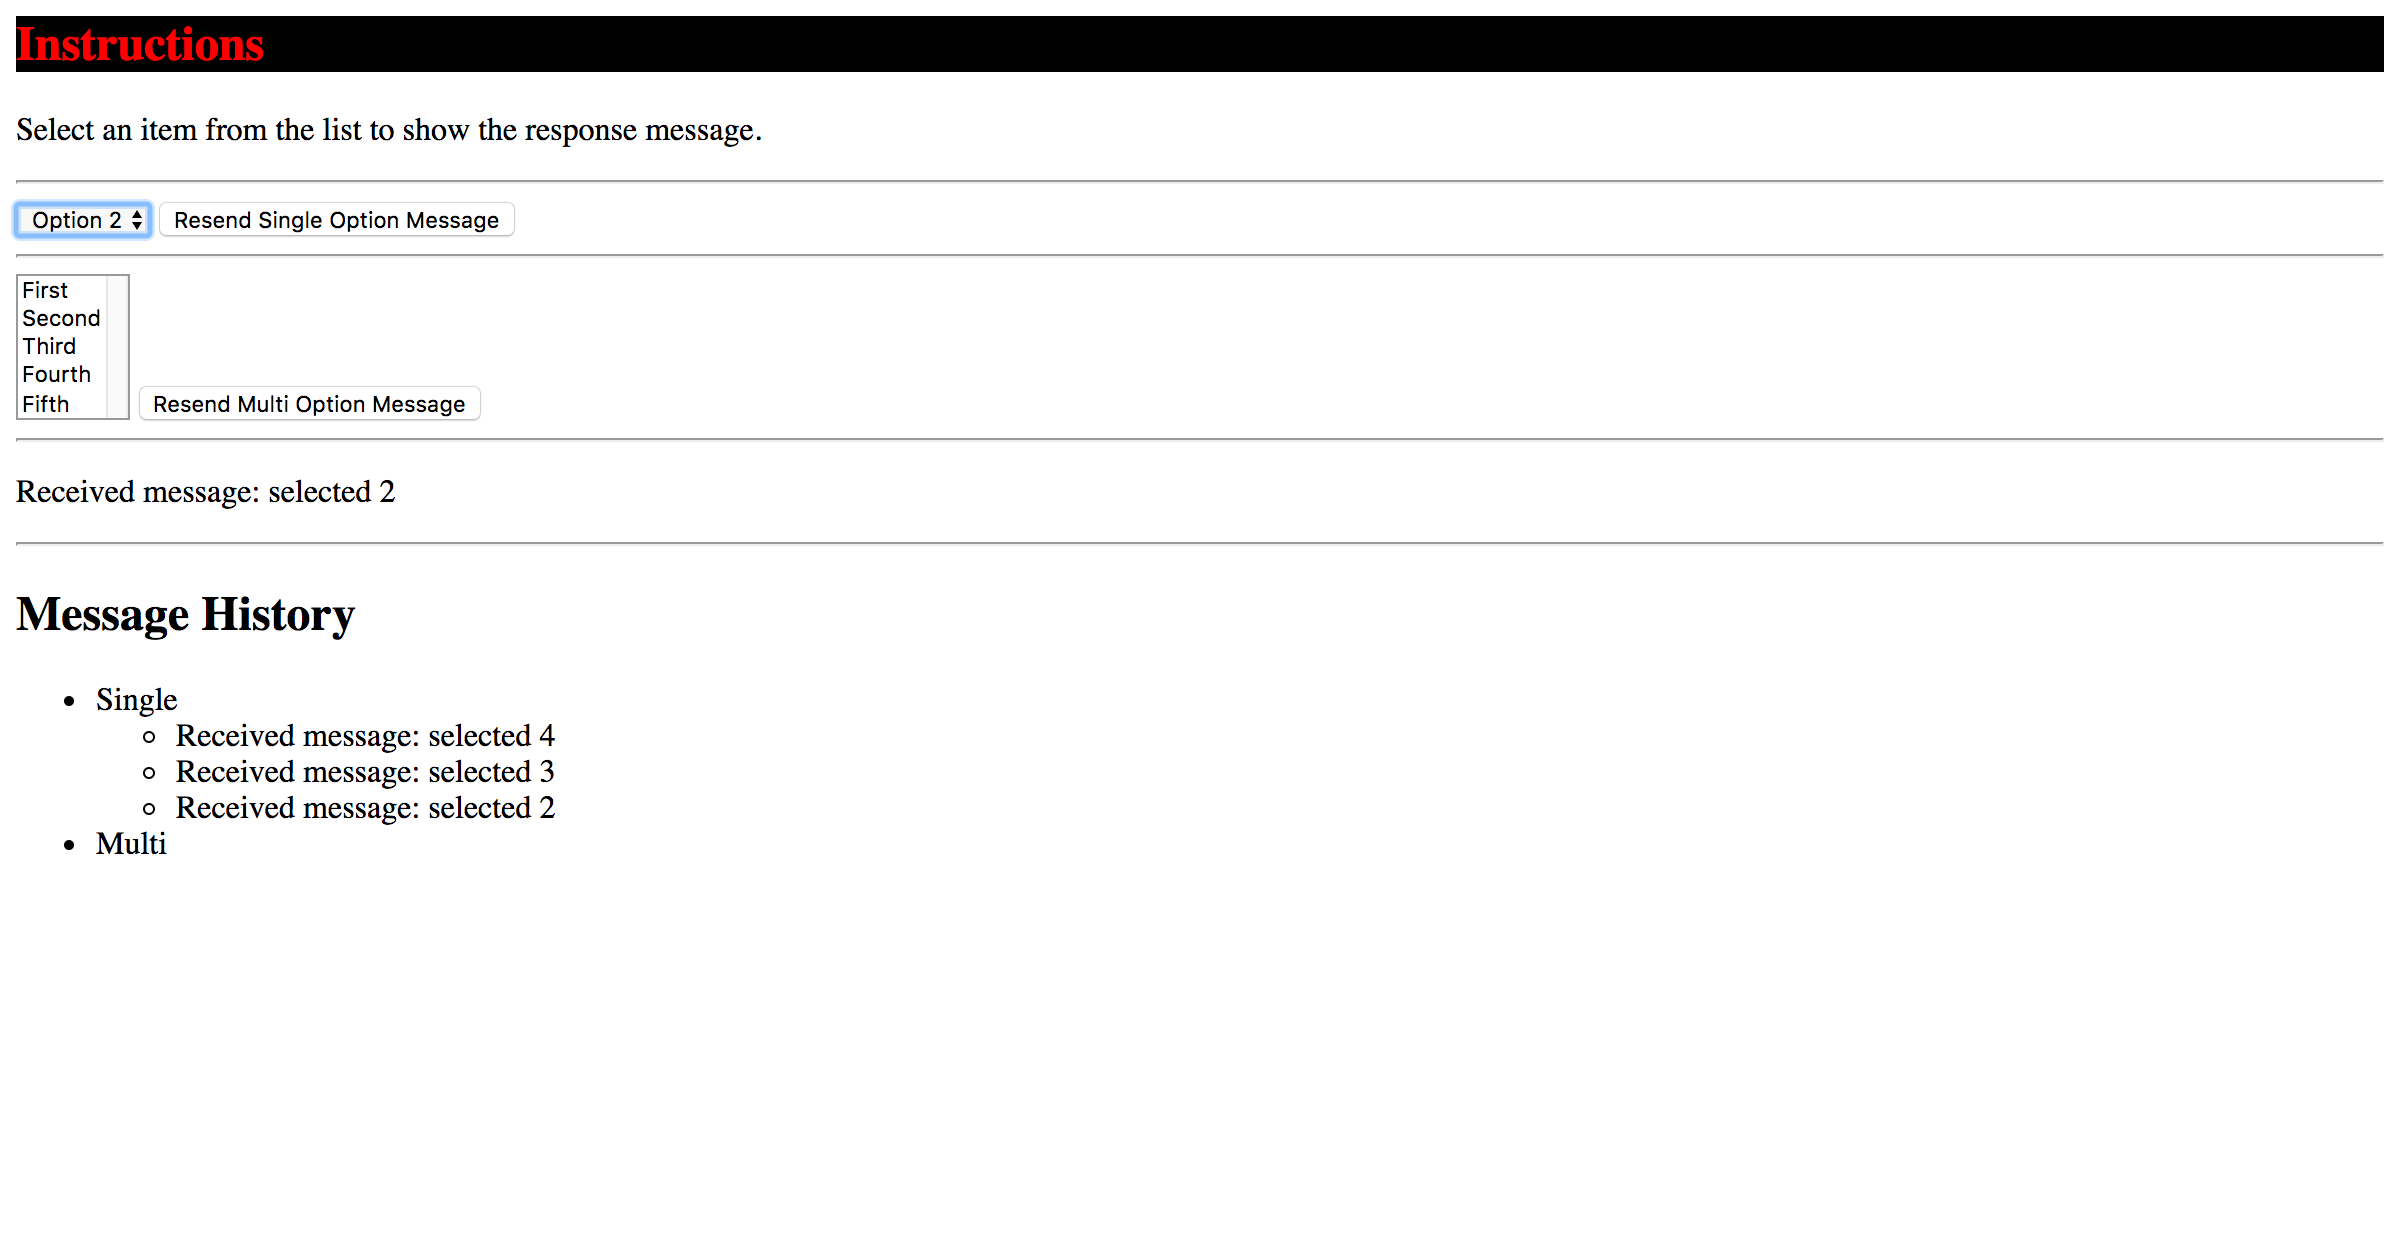 Instructions
Select an item from the list to show the response message.
Option 2 Resend Single Option Message
First
Second
Third
Fourth
Fifth Resend Multi Option Message
Received message: selected 2
Message History
Single
Received message: selected 4
Received message: selected 3
Received message: selected 2
Multi